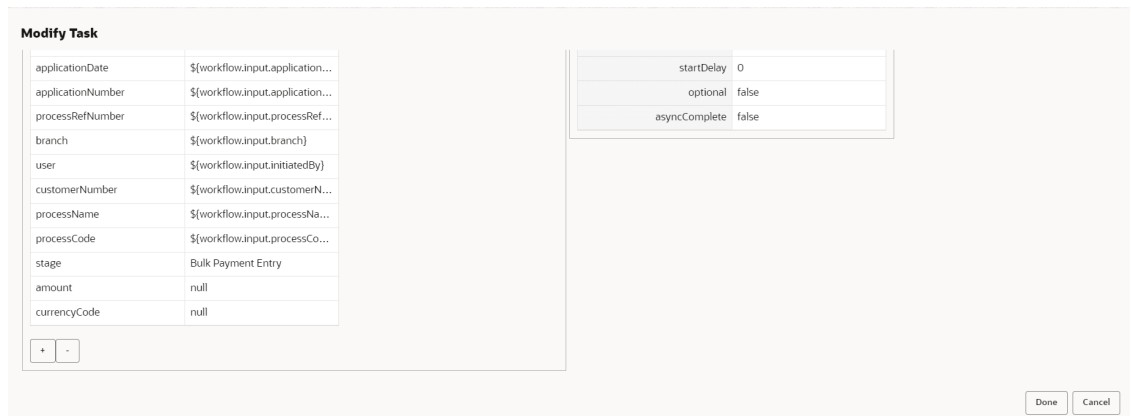 Modify Task
applicationDate ${workflow.input.application...
applicationNumber ${workflow.input.application...
processRefNumber ${workflow.input.processRef...
branch ${workflow.input.branch}
user ${workflow.input.initiatedBy}
customerNumber ${workflow.input.customerN...
processName ${workflow.input.processNa...
processCode ${workflow.input.processCo...
stage Bulk Payment Entry
amount null
currencyCode null
+ -
startDelay 0
optional false
asyncComplete false
Done Cancel